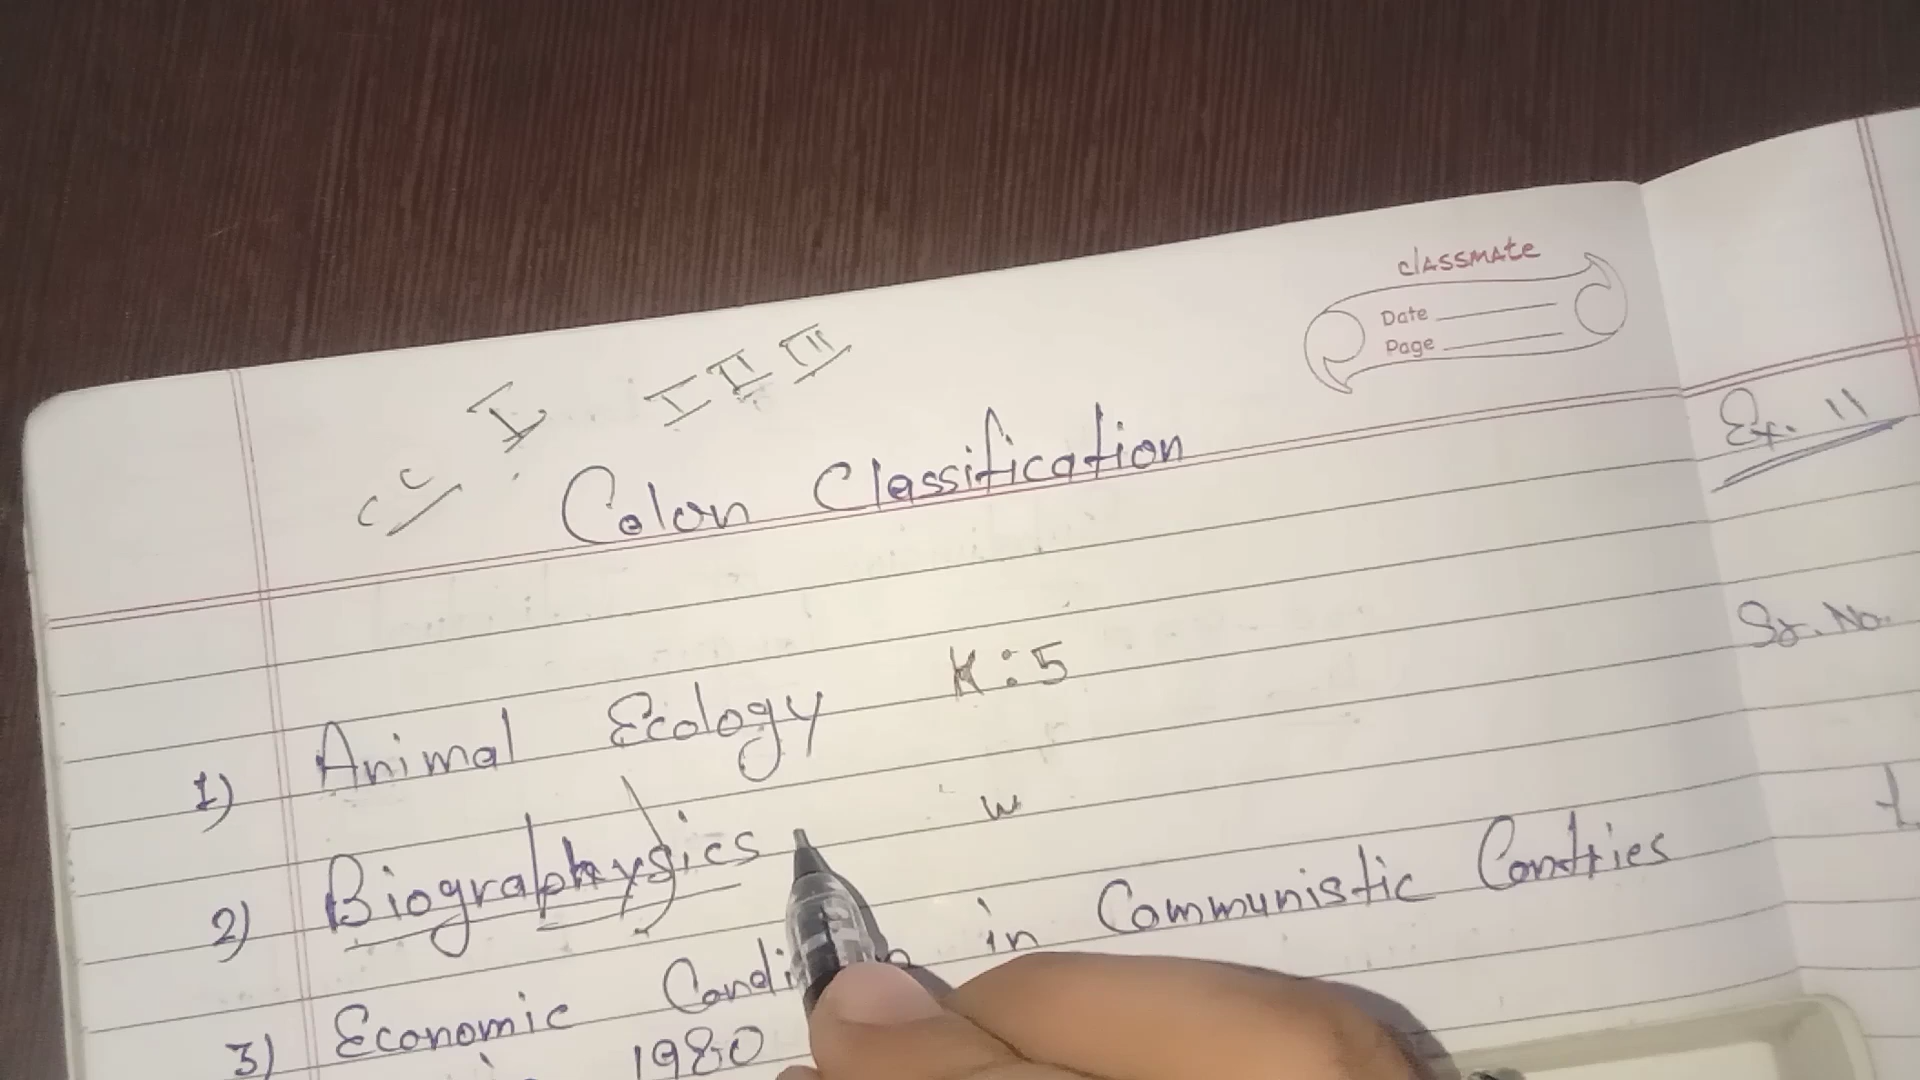 classmate
Date
Page
CC I I II III
Colon Classification
Ex. 11
Sr. No.
1) Animal Ecology K:5
2) Biographysics w
3) Economic Condi in Communistic Contries
1980